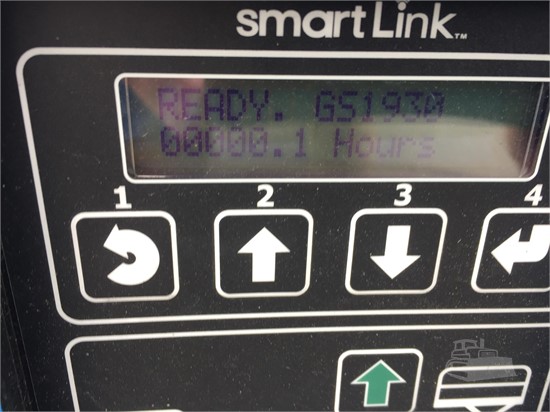 smartLink™
READY. GS1930
00000.1 Hours
1 2 3 4